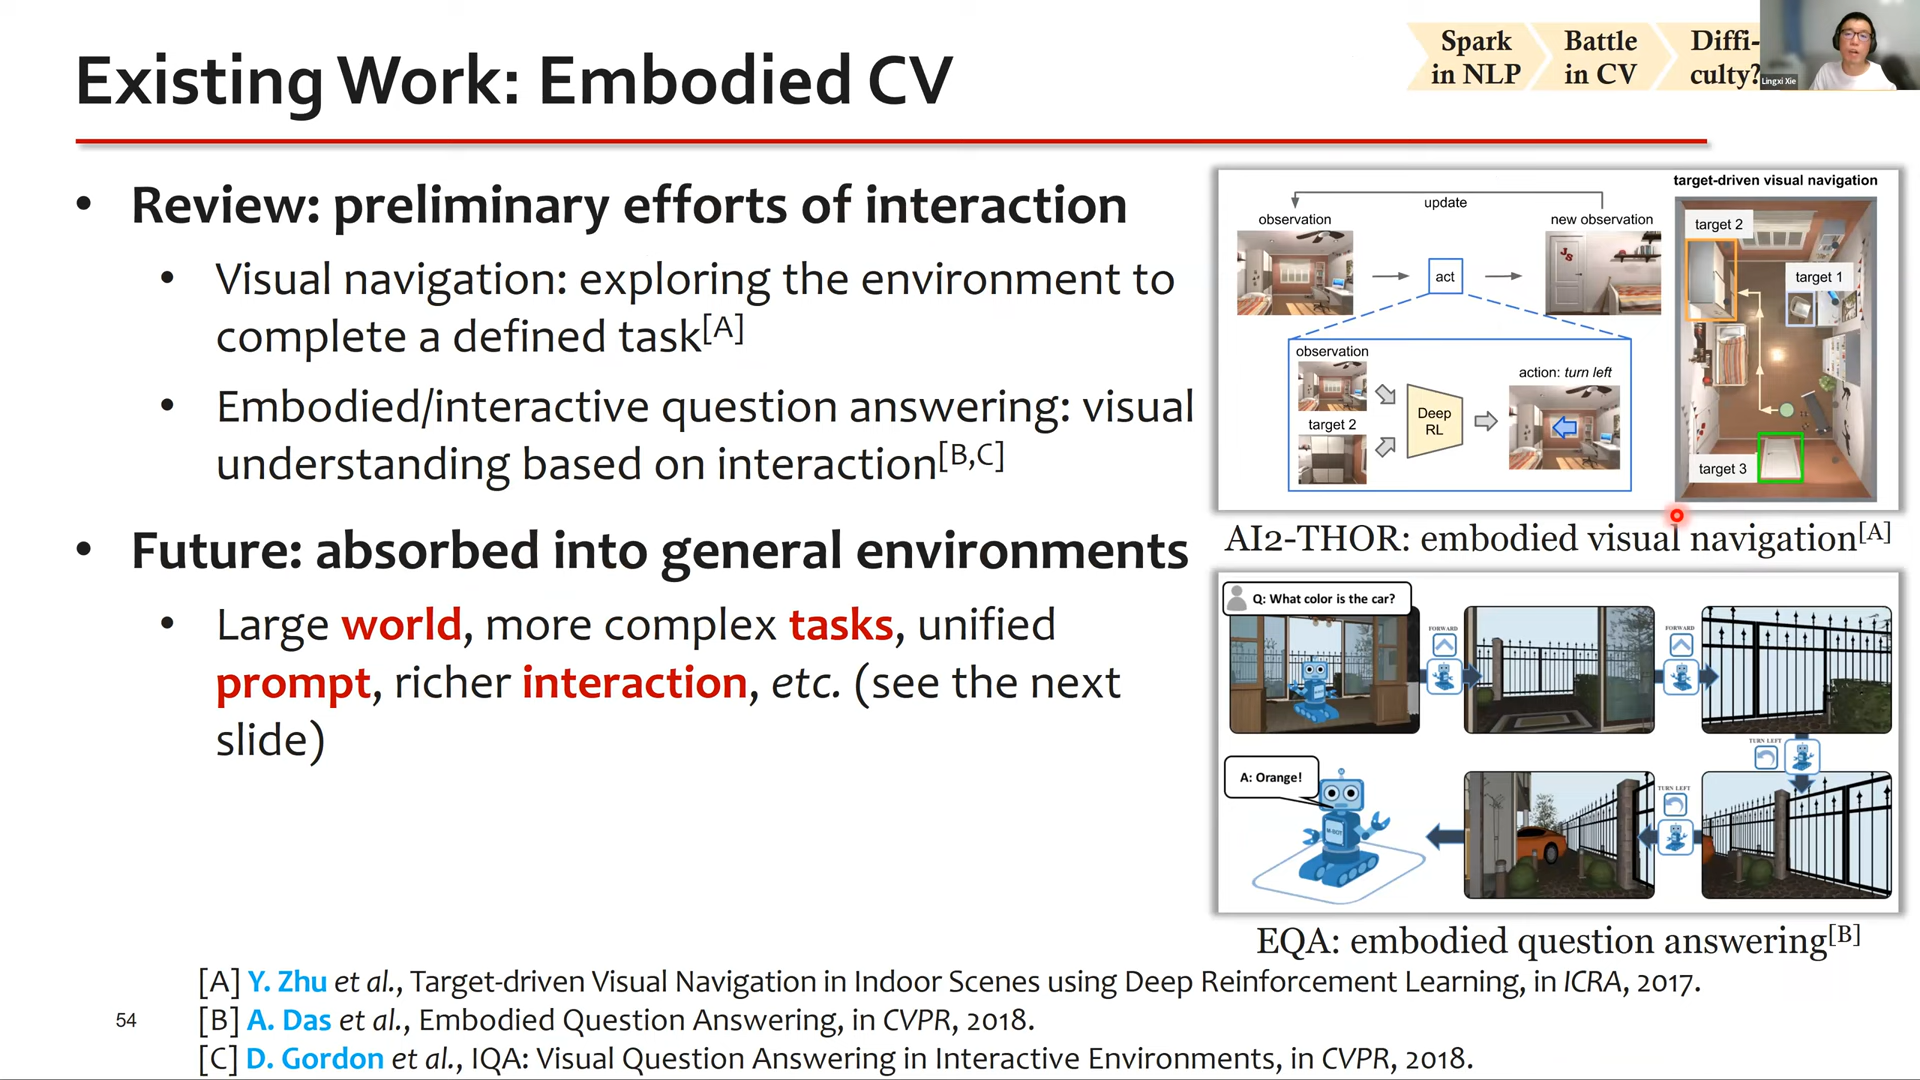 Existing Work: Embodied CV
Spark
in NLP
Battle
in CV
Diffi-
culty?
Lingxi Xie
• Review: preliminary efforts of interaction
• Visual navigation: exploring the environment to
complete a defined task[A]
• Embodied/interactive question answering: visual
understanding based on interaction[B,C]
• Future: absorbed into general environments
• Large world, more complex tasks, unified
prompt, richer interaction, etc. (see the next
slide)
target-driven visual navigation
update
observation
new observation
act
observation
target 2
Deep
RL
action: turn left
target 2
target 1
target 3
AI2-THOR: embodied visual navigation[A]
Q: What color is the car?
FORWARD
FORWARD
TURN LEFT
TURN LEFT
A: Orange!
M-BOT
EQA: embodied question answering[B]
[A] Y. Zhu et al., Target-driven Visual Navigation in Indoor Scenes using Deep Reinforcement Learning, in ICRA, 2017.
[B] A. Das et al., Embodied Question Answering, in CVPR, 2018.
[C] D. Gordon et al., IQA: Visual Question Answering in Interactive Environments, in CVPR, 2018.
54